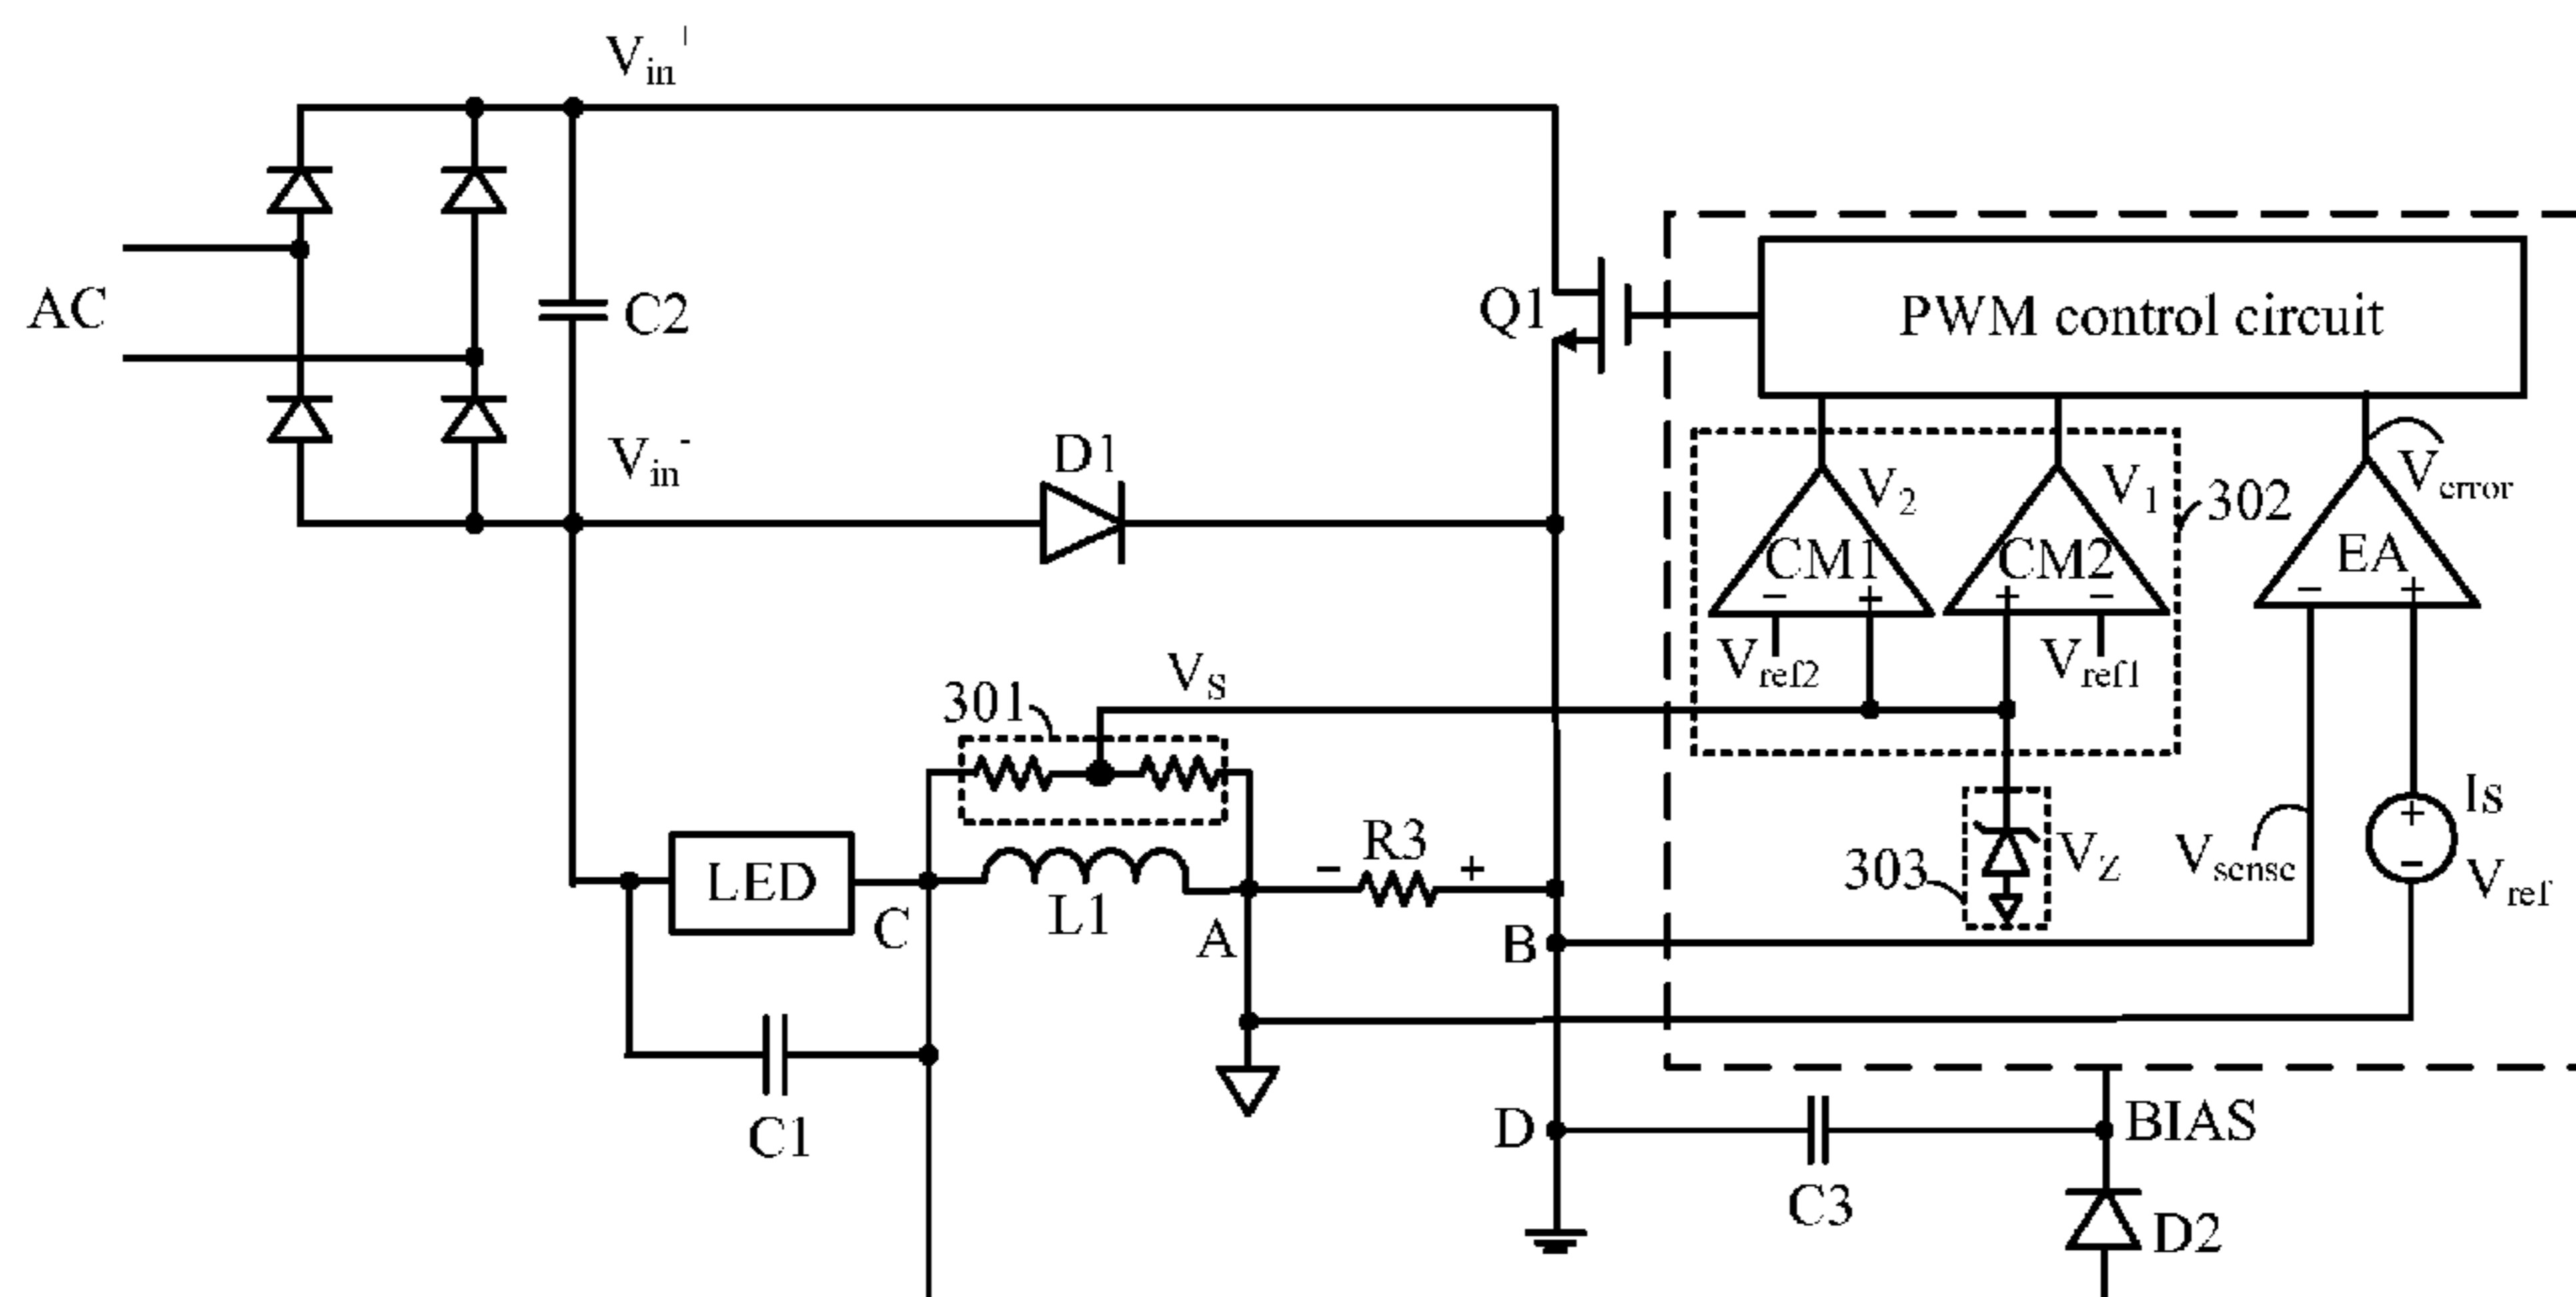 Vin+
AC
C2
Q1
PWM control circuit
Vin-
D1
V2
V1
302
Verror
CM1
CM2
EA
- +
+ -
- +
Vref2
Vref1
VS
301
Is
+
-
Vref
303
VZ
Vsense
LED
C
L1
A
- R3 +
B
C1
D
BIAS
C3
D2